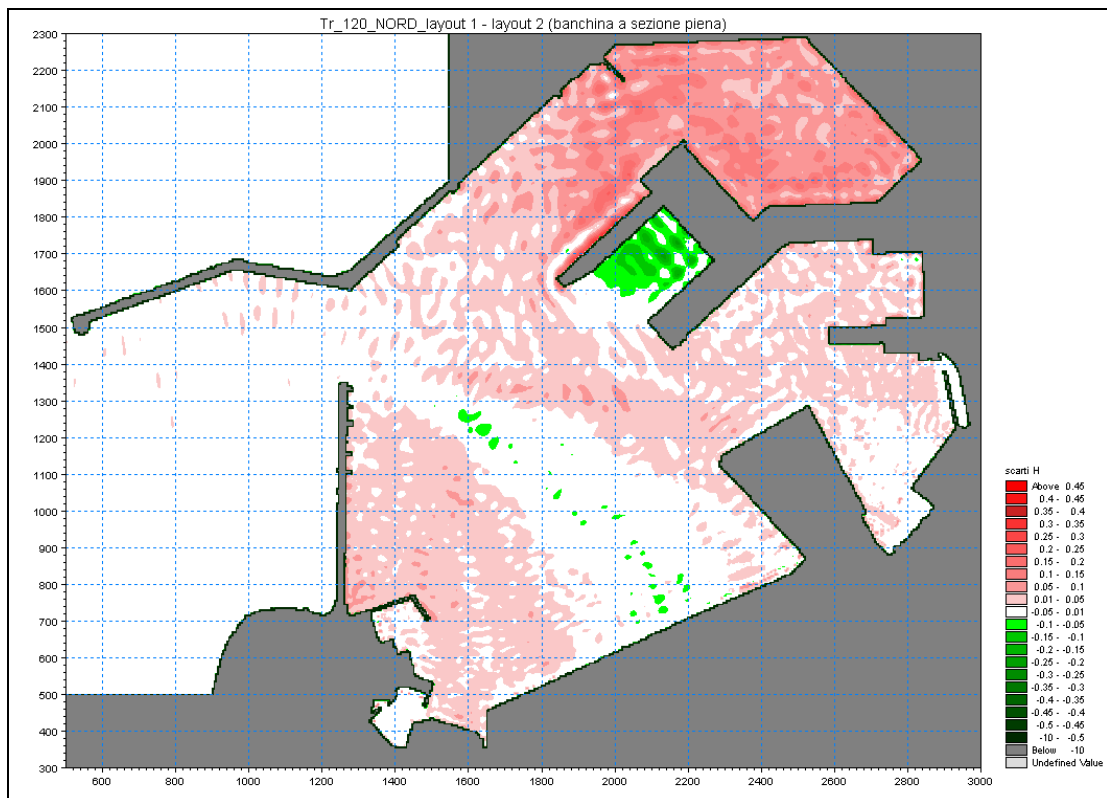 Tr_120_NORD_layout 1 - layout 2 (banchina a sezione piena)
2300
2200
2100
2000
1900
1800
1700
1600
1500
1400
1300
1200
1100
1000
900
800
700
600
500
400
300
600 800 1000 1200 1400 1600 1800 2000 2200 2400 2600 2800 3000
scarti H
Above 0.45
0.4 - 0.45
0.35 - 0.4
0.3 - 0.35
0.25 - 0.3
0.2 - 0.25
0.15 - 0.2
0.1 - 0.15
0.05 - 0.1
0.01 - 0.05
-0.05 - 0.01
-0.1 - -0.05
-0.15 - -0.1
-0.2 - -0.15
-0.25 - -0.2
-0.3 - -0.25
-0.35 - -0.3
-0.4 - -0.35
-0.45 - -0.4
-0.5 - -0.45
-10 - -0.5
Below -10
Undefined Value